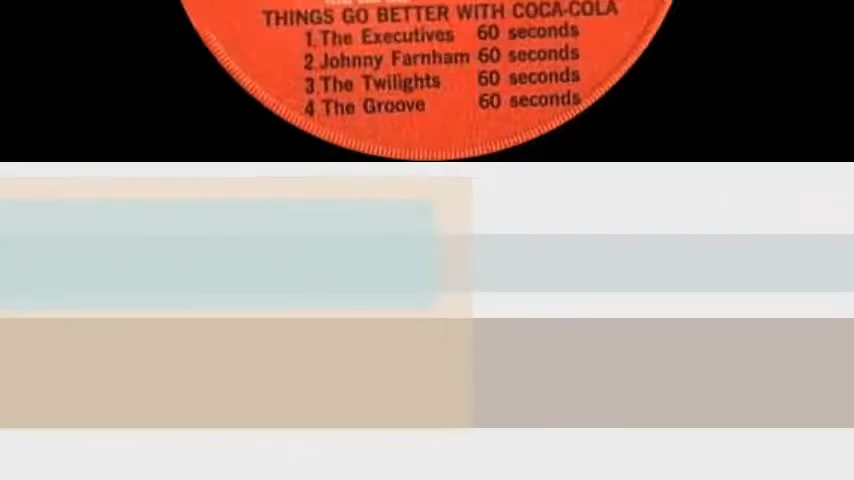 THINGS GO BETTER WITH COCA-COLA
1.The Executives 60 seconds
2.Johnny Farnham 60 seconds
3.The Twilights 60 seconds
4 The Groove 60 seconds